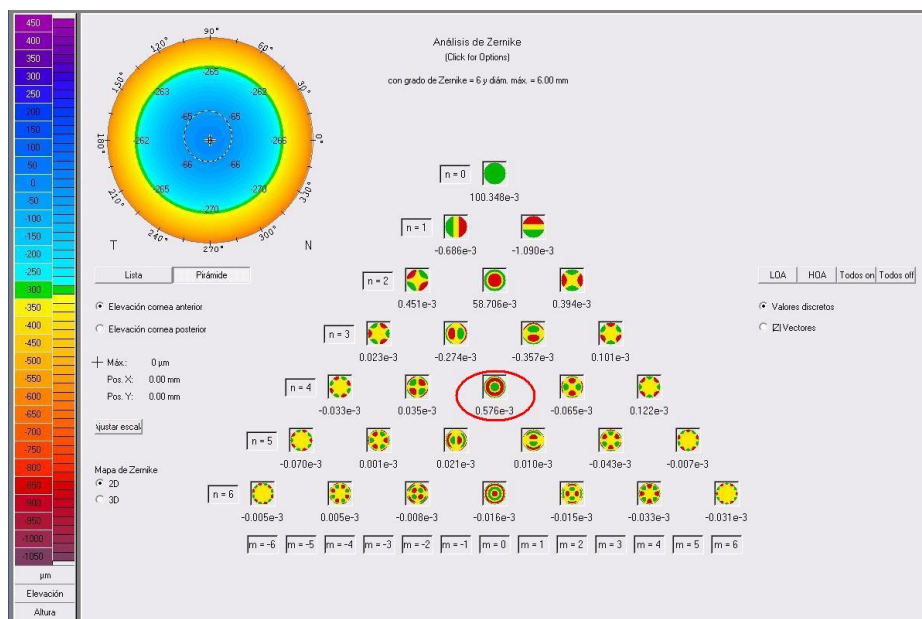 Análisis de Zernike
(Click for Options)
con grado de Zernike = 6 y diám. máx. = 6.00 mm
450
400
350
300
250
200
150
100
50
0
-50
-100
-150
-200
-250
-300
-350
-400
-450
-500
-550
-600
-650
-700
-750
-800
-850
-900
-950
-1000
-1050
µm
Elevación
Altura
90°
120° 60°
150° 30°
180° 0°
210° 330°
240° 300°
270°
-265
-263 -265
-65 -65
-262 -266
-66 -66
-265 -270
-270
T N
Lista Pirámide
Elevación cornea anterior
Elevación cornea posterior
Máx.: 0 µm
Pos. X: 0.00 mm
Pos. Y: 0.00 mm
Ajustar escal
Mapa de Zernike
2D
3D
n = 0
100.348e-3
n = 1
-0.686e-3 -1.090e-3
n = 2
0.451e-3 58.706e-3 0.394e-3
n = 3
0.023e-3 -0.274e-3 -0.357e-3 0.101e-3
n = 4
-0.033e-3 0.035e-3 0.576e-3 -0.065e-3 0.122e-3
n = 5
-0.070e-3 0.001e-3 0.021e-3 0.010e-3 -0.043e-3 -0.007e-3
n = 6
-0.005e-3 0.005e-3 -0.008e-3 -0.016e-3 -0.015e-3 -0.033e-3 -0.031e-3
m = -6 m = -5 m = -4 m = -3 m = -2 m = -1 m = 0 m = 1 m = 2 m = 3 m = 4 m = 5 m = 6
LOA HOA Todos on Todos off
Valores discretos
|Z| Vectores